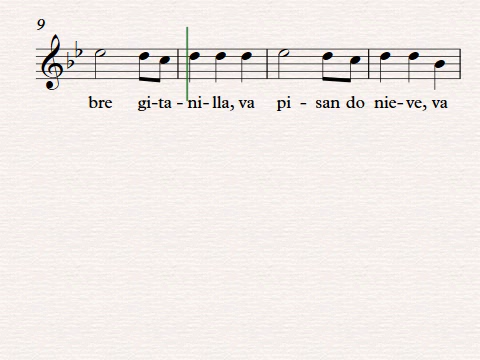 9
bre gi-ta-ni-lla, va pi - san do nie-ve, va